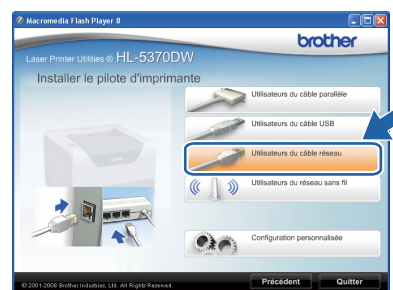 Macromedia Flash Player 8
brother
Laser Printer Utilities ® HL-5370DW
Installer le pilote d'imprimante
Utilisateurs du câble parallèle
Utilisateurs du câble USB
Utilisateurs du câble réseau
Utilisateurs du réseau sans fil
Configuration personnalisée
© 2001-2008 Brother Industries, Ltd. All Rights Reserved.
Précédent
Quitter